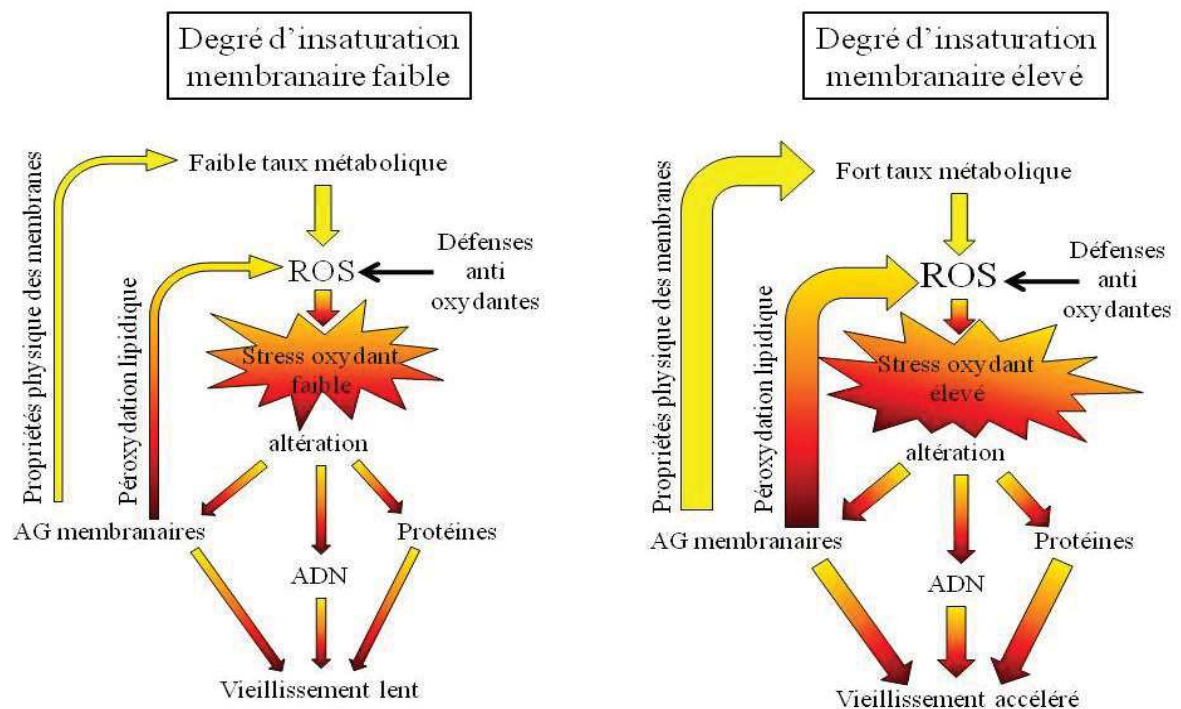 Degré d'insaturation
membranaire faible
Propriétés physique des membranes
Faible taux métabolique
Péroxydation lipidique
ROS
Défenses
anti
oxydantes
Stress oxydant
faible
altération
AG membranaires
Protéines
ADN
Vieillissement lent
Degré d'insaturation
membranaire élevé
Propriétés physique des membranes
Fort taux métabolique
Péroxydation lipidique
ROS
Défenses
anti
oxydantes
Stress oxydant
élevé
altération
AG membranaires
Protéines
ADN
Vieillissement accéléré